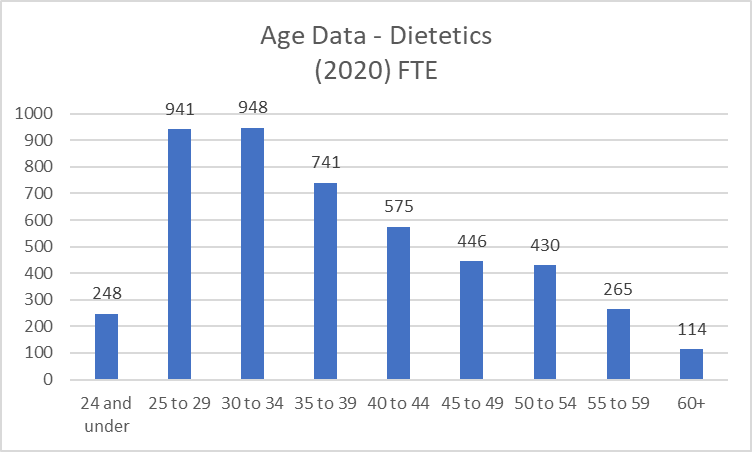 Age Data - Dietetics
(2020) FTE
1000
900
800
700
600
500
400
300
200
100
0
248
941
948
741
575
446
430
265
114
24 and under
25 to 29
30 to 34
35 to 39
40 to 44
45 to 49
50 to 54
55 to 59
60+